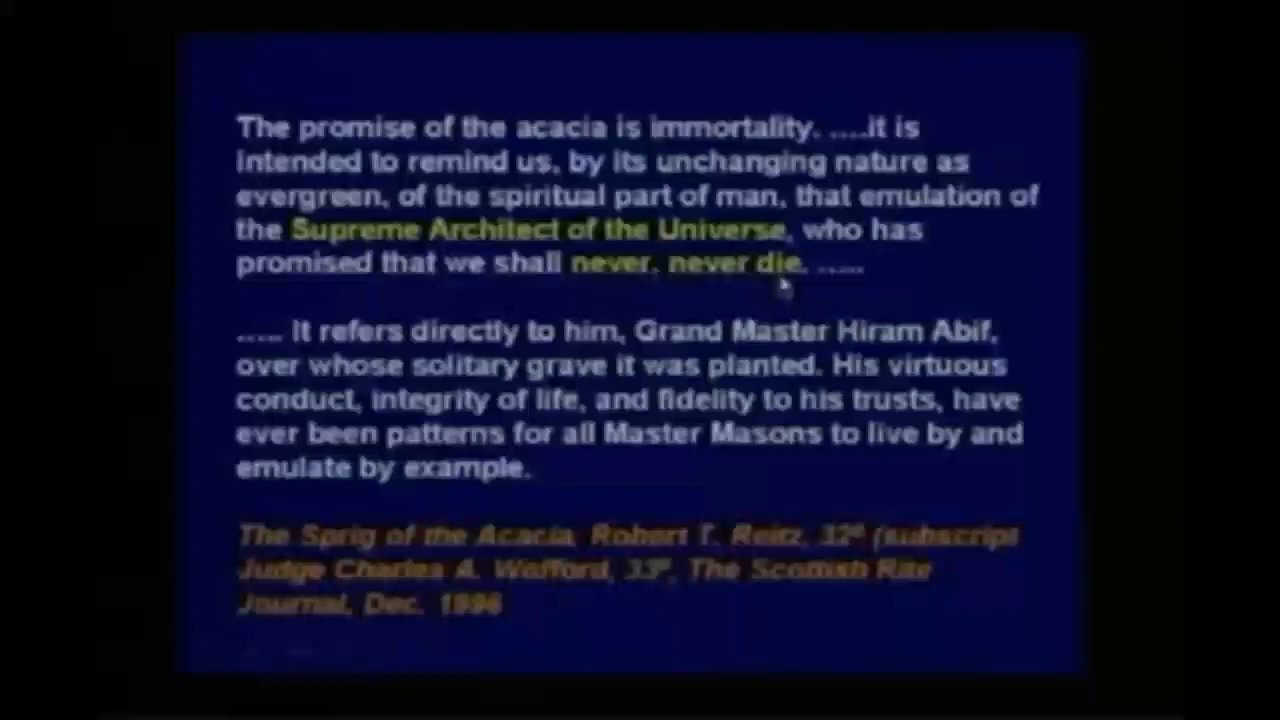 The promise of the acacia is immortality. .....it is
intended to remind us, by its unchanging nature as
evergreen, of the spiritual part of man, that emulation of
the Supreme Architect of the Universe, who has
promised that we shall never, never die. .....
..... It refers directly to him, Grand Master Hiram Abif,
over whose solitary grave it was planted. His virtuous
conduct, integrity of life, and fidelity to his trusts, have
ever been patterns for all Master Masons to live by and
emulate by example.
The Sprig of the Acacia, Robert T. Reitz, 32º (subscript
Judge Charles A. Wofford, 33º, The Scottish Rite
Journal, Dec. 1996